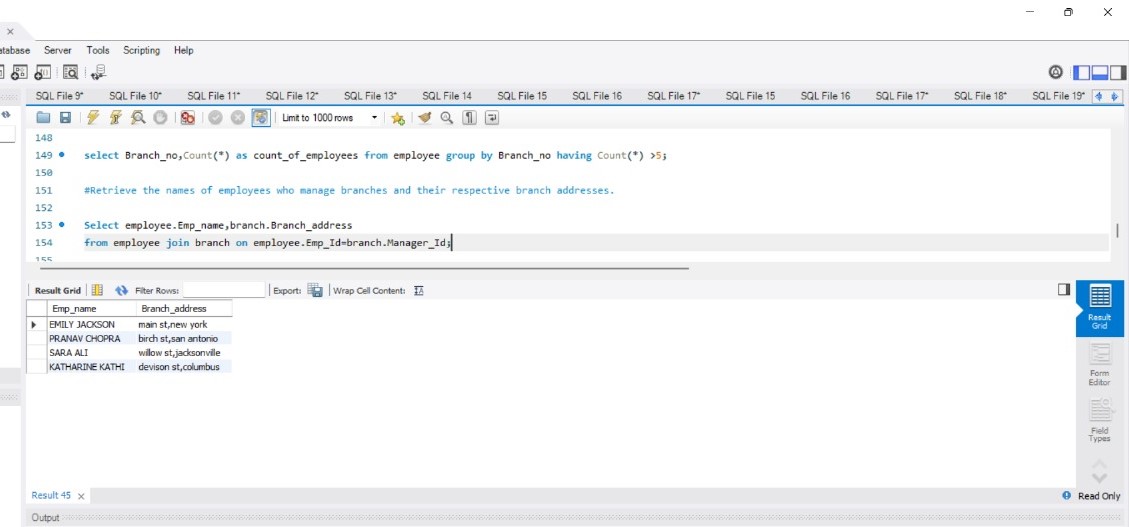 atabase Server Tools Scripting Help
SQL File 9* SQL File 10* SQL File 11* SQL File 12* SQL File 13* SQL File 14 SQL File 15 SQL File 16 SQL File 17* SQL File 15 SQL File 16 SQL File 17* SQL File 18* SQL File 19*
Limit to 1000 rows
148
149 select Branch_no,Count(*) as count_of_employees from employee group by Branch_no having Count(*) >5;
150
151 #Retrieve the names of employees who manage branches and their respective branch addresses.
152
153 Select employee.Emp_name,branch.Branch_address
154 from employee join branch on employee.Emp_Id=branch.Manager_Id;
155
Result Grid Filter Rows: Export: Wrap Cell Content:
Emp_name Branch_address
EMILY JACKSON main st,new york
PRANAV CHOPRA birch st,san antonio
SARA ALI willow st,jacksonville
KATHARINE KATHI devison st,columbus
Result
Grid
Form
Editor
Field
Types
Result 45 Read Only
Output